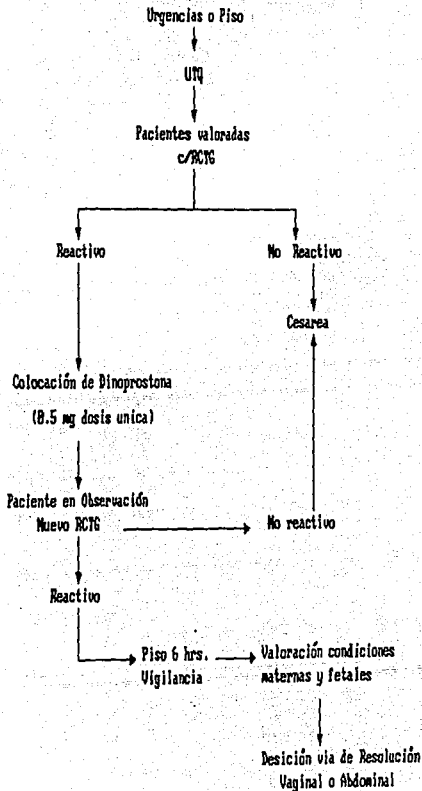 Urgencias o Piso
UTQ
Pacientes valoradas
c/RCTG
Reactivo
No Reactivo
Cesarea
Colocación de Dinoprostona
(0.5 mg dosis unica)
Paciente en Observación
Nuevo RCTG
No reactivo
Reactivo
Piso 6 hrs.
Vigilancia
Valoración condiciones
maternas y fetales
Desición via de Resolución
Vaginal o Abdominal